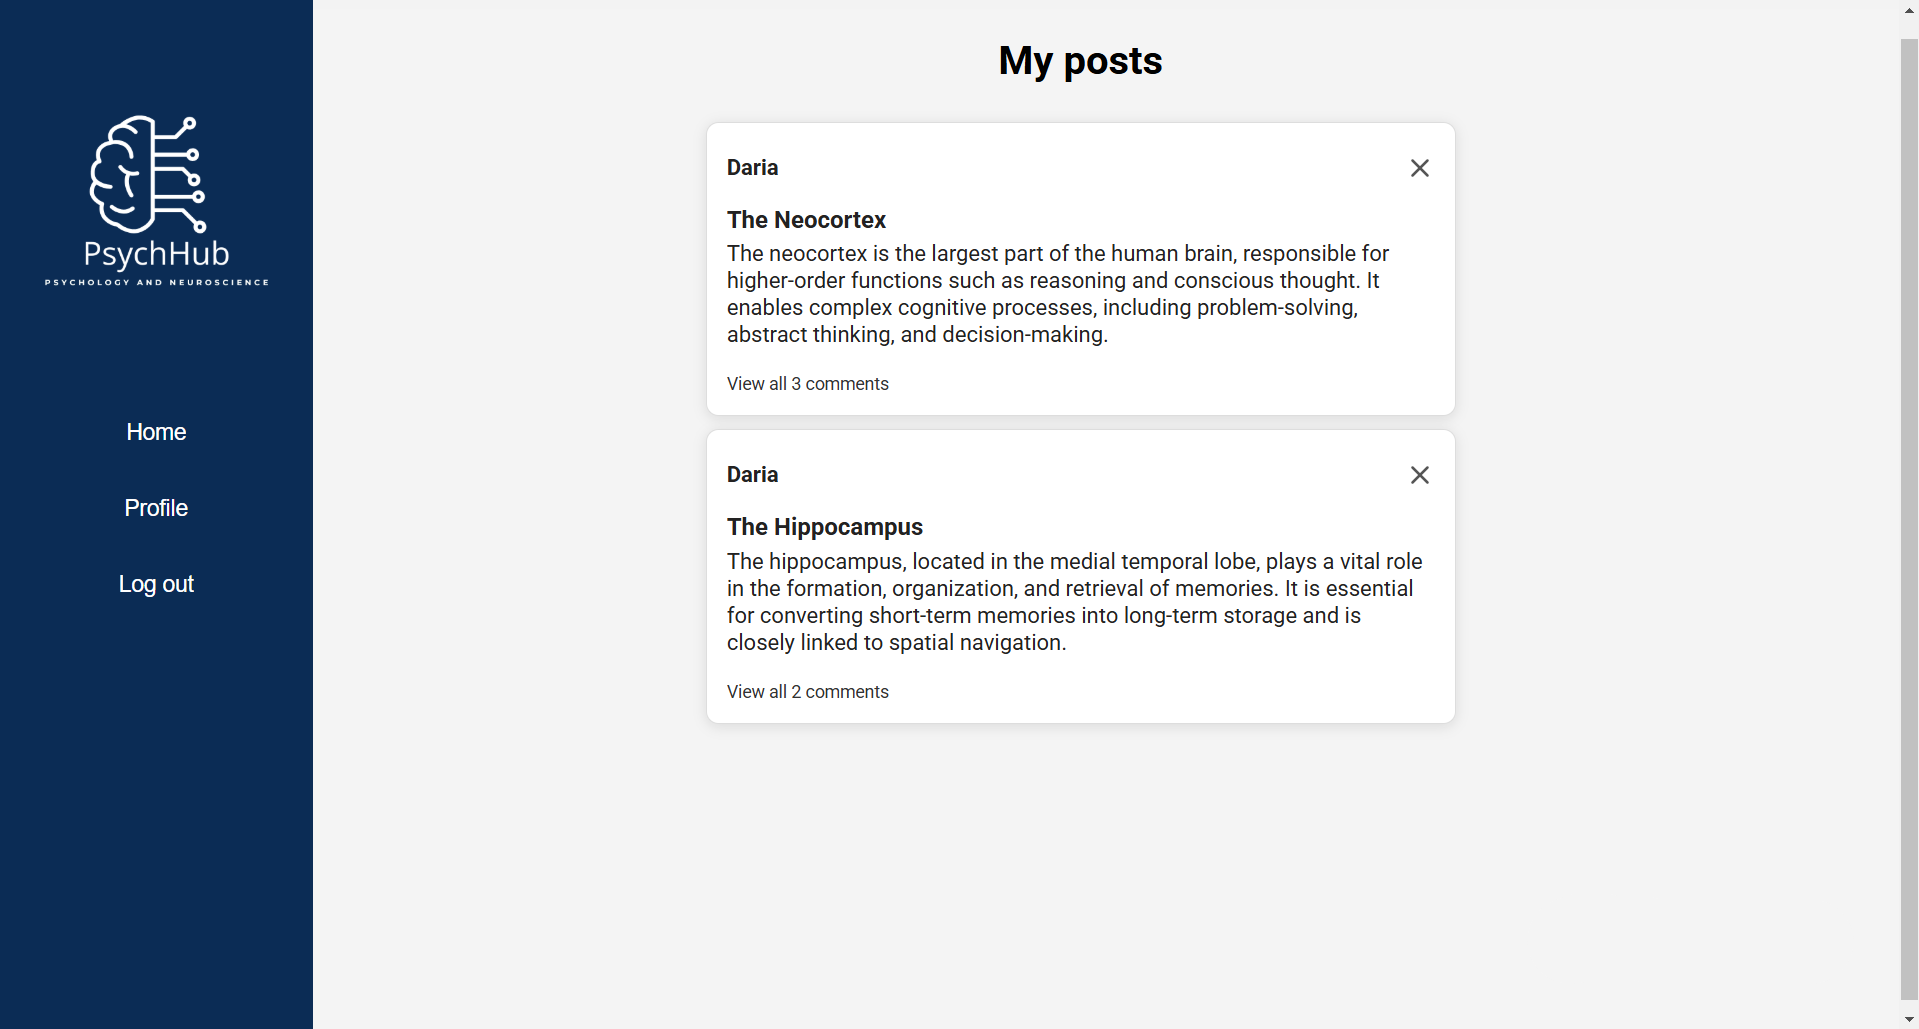 PsychHub
PSYCHOLOGY AND NEUROSCIENCE
Home
Profile
Log out
My posts
Daria
The Neocortex
The neocortex is the largest part of the human brain, responsible for
higher-order functions such as reasoning and conscious thought. It
enables complex cognitive processes, including problem-solving,
abstract thinking, and decision-making.
View all 3 comments
Daria
The Hippocampus
The hippocampus, located in the medial temporal lobe, plays a vital role
in the formation, organization, and retrieval of memories. It is essential
for converting short-term memories into long-term storage and is
closely linked to spatial navigation.
View all 2 comments